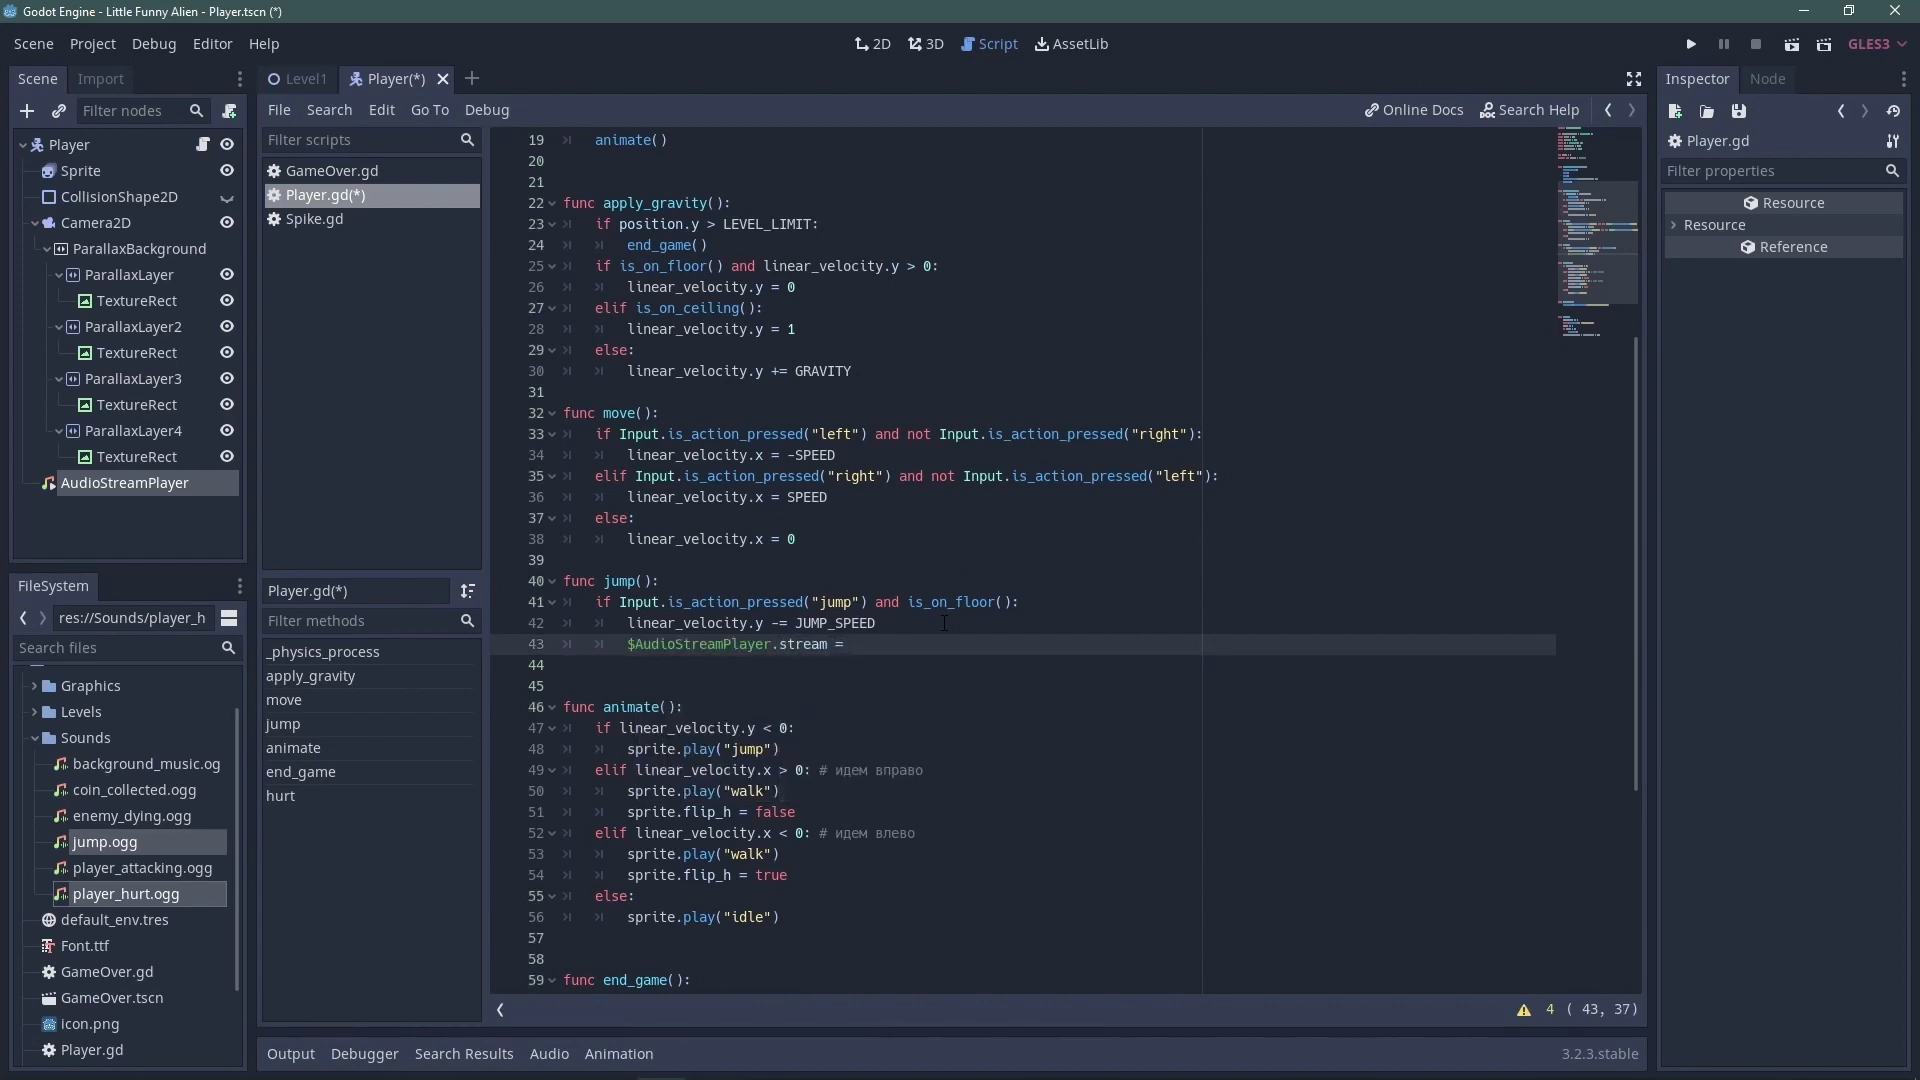 Godot Engine - Little Funny Alien - Player.tscn (*)
Scene Project Debug Editor Help
2D 3D Script AssetLib
GLES3
Scene Import
Filter nodes
Player
Sprite
CollisionShape2D
Camera2D
ParallaxBackground
ParallaxLayer
TextureRect
ParallaxLayer2
TextureRect
ParallaxLayer3
TextureRect
ParallaxLayer4
TextureRect
AudioStreamPlayer
FileSystem
res://Sounds/player_h
Search files
Graphics
Levels
Sounds
background_music.og
coin_collected.ogg
enemy_dying.ogg
jump.ogg
player_attacking.ogg
player_hurt.ogg
default_env.tres
Font.ttf
GameOver.gd
GameOver.tscn
icon.png
Player.gd
Level1 Player(*)
File Search Edit Go To Debug
Online Docs Search Help
Filter scripts
GameOver.gd
Player.gd(*)
Spike.gd
Player.gd(*)
Filter methods
_physics_process
apply_gravity
move
jump
animate
end_game
hurt
19 animate()
20
21
22 func apply_gravity():
23 if position.y > LEVEL_LIMIT:
24 end_game()
25 if is_on_floor() and linear_velocity.y > 0:
26 linear_velocity.y = 0
27 elif is_on_ceiling():
28 linear_velocity.y = 1
29 else:
30 linear_velocity.y += GRAVITY
31
32 func move():
33 if Input.is_action_pressed("left") and not Input.is_action_pressed("right"):
34 linear_velocity.x = -SPEED
35 elif Input.is_action_pressed("right") and not Input.is_action_pressed("left"):
36 linear_velocity.x = SPEED
37 else:
38 linear_velocity.x = 0
39
40 func jump():
41 if Input.is_action_pressed("jump") and is_on_floor():
42 linear_velocity.y -= JUMP_SPEED
43 $AudioStreamPlayer.stream =
44
45
46 func animate():
47 if linear_velocity.y < 0:
48 sprite.play("jump")
49 elif linear_velocity.x > 0: # идем вправо
50 sprite.play("walk")
51 sprite.flip_h = false
52 elif linear_velocity.x < 0: # идем влево
53 sprite.play("walk")
54 sprite.flip_h = true
55 else:
56 sprite.play("idle")
57
58
59 func end_game():
4 ( 43, 37)
Output Debugger Search Results Audio Animation
3.2.3.stable
Inspector Node
Player.gd
Filter properties
Resource
Resource
Reference